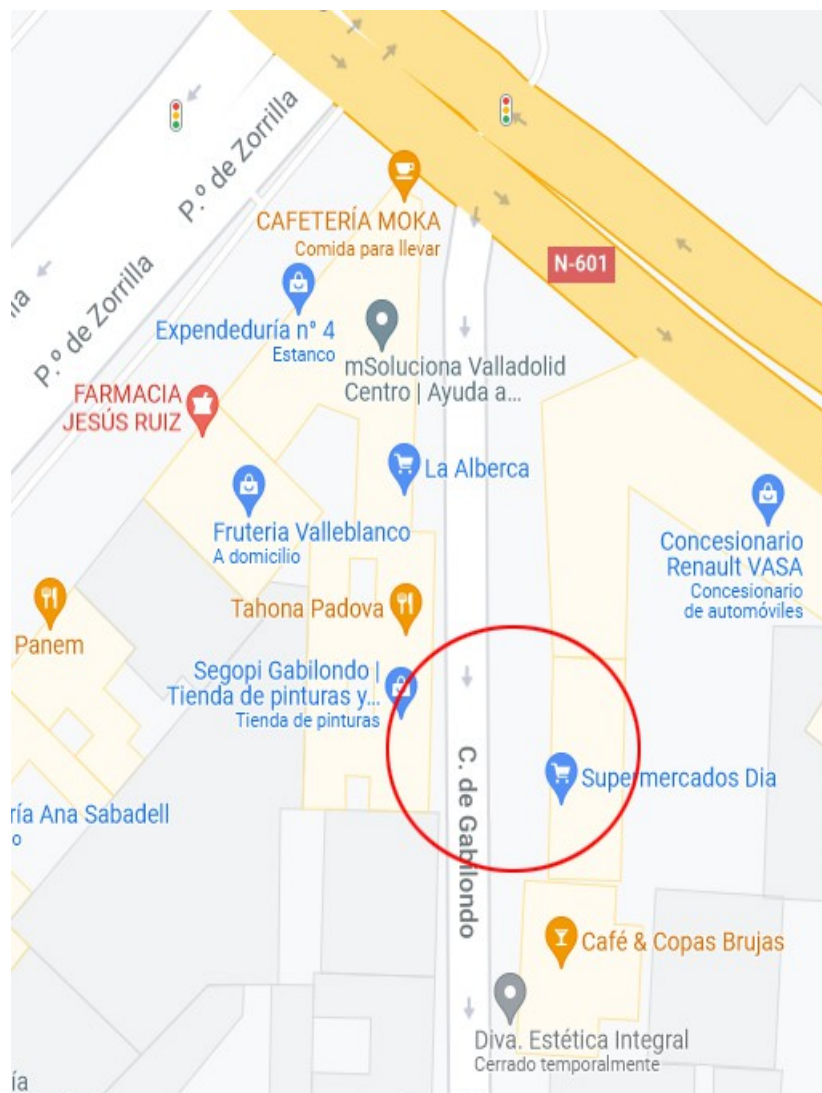 P.º de Zorrilla
CAFETERÍA MOKA
Comida para llevar
N-601
P.º de Zorrilla
Expendeduría n° 4
Estanco
mSoluciona Valladolid
Centro | Ayuda a...
FARMACIA
JESÚS RUIZ
La Alberca
Fruteria Valleblanco
A domicilio
Concesionario
Renault VASA
Concesionario
de automóviles
Tahona Padova
Panem
Segopi Gabilondo |
Tienda de pinturas y...
Tienda de pinturas
C. de Gabilondo
Supermercados Dia
ría Ana Sabadell
o
Café & Copas Brujas
Diva. Estética Integral
Cerrado temporalmente
ía